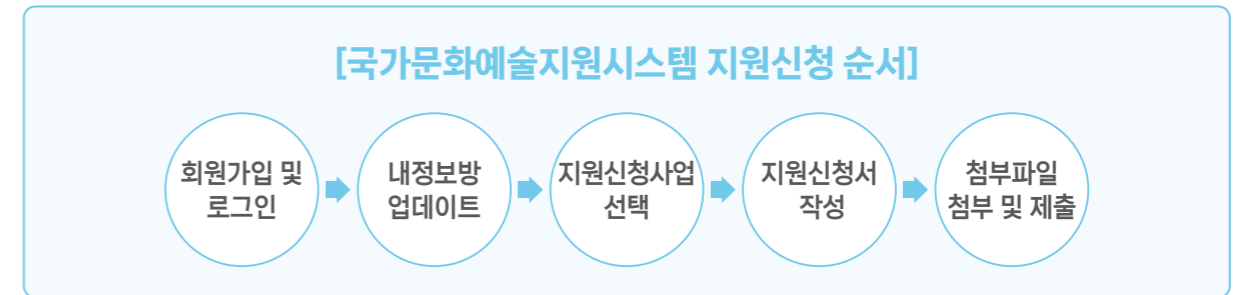 [국가문화예술지원시스템 지원신청 순서]
회원가입 및
로그인
내정보방
업데이트
지원신청사업
선택
지원신청서
작성
첨부파일
첨부 및 제출